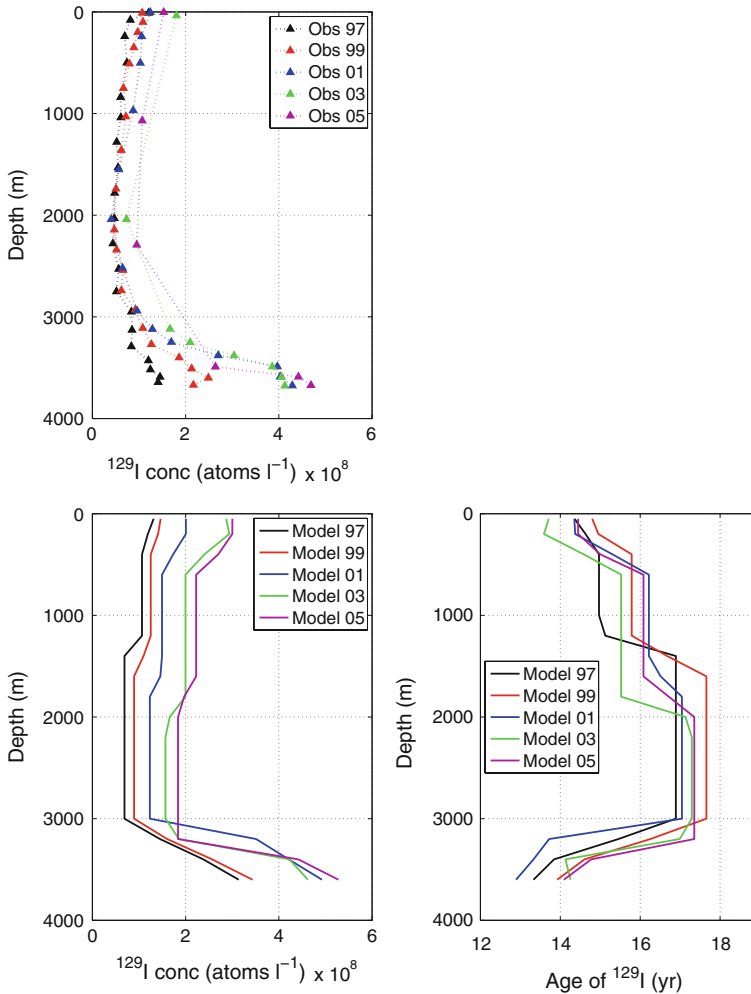 0
1000
2000
3000
4000
Depth (m)
Obs 97
Obs 99
Obs 01
Obs 03
Obs 05
0 2 4 6
¹²⁹I conc (atoms l⁻¹) x 10⁸
0
1000
2000
3000
4000
Depth (m)
Model 97
Model 99
Model 01
Model 03
Model 05
0 2 4 6
¹²⁹I conc (atoms l⁻¹) x 10⁸
0
1000
2000
3000
4000
Depth (m)
Model 97
Model 99
Model 01
Model 03
Model 05
12 14 16 18
Age of ¹²⁹I (yr)